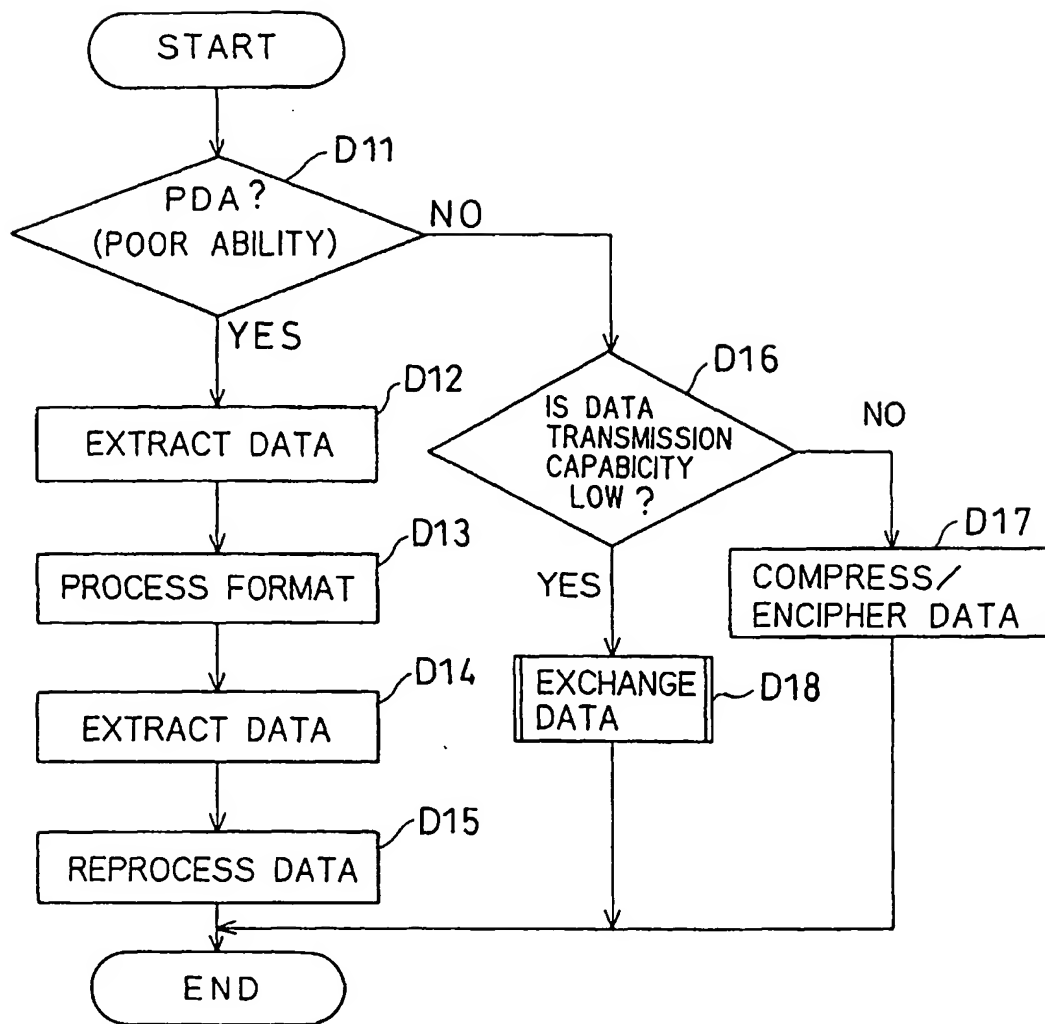 START
D11
PDA?
(POOR ABILITY)
NO
YES
D12
EXTRACT DATA
D16
IS DATA
TRANSMISSION
CAPABICITY
LOW ?
NO
D13
PROCESS FORMAT
D17
COMPRESS/
ENCIPHER DATA
YES
D14
EXTRACT DATA
EXCHANGE
DATA
D18
D15
REPROCESS DATA
END